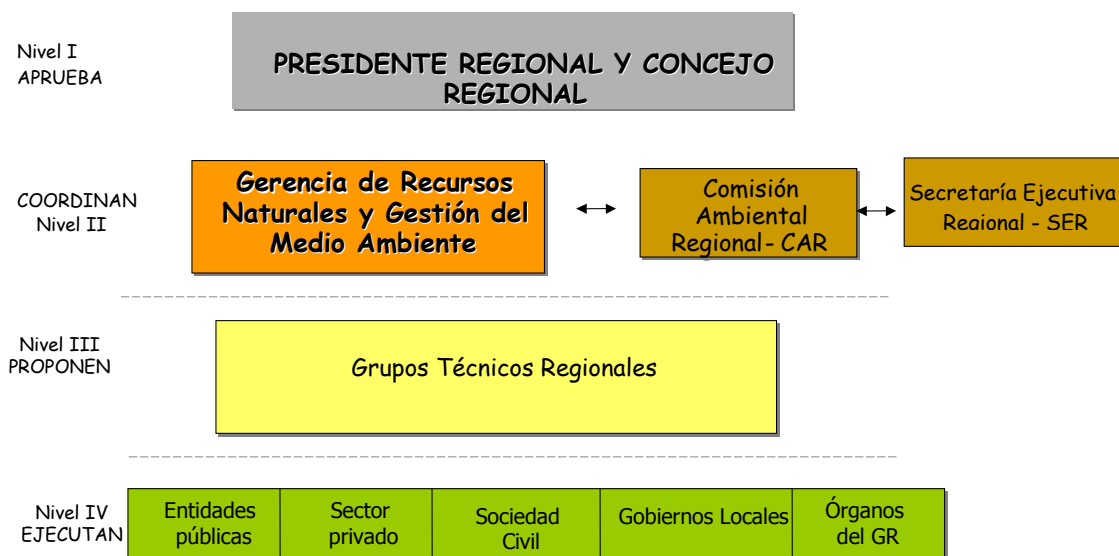 Nivel I
APRUEBA
PRESIDENTE REGIONAL Y CONCEJO
REGIONAL
COORDINAN
Nivel II
Gerencia de Recursos
Naturales y Gestión del
Medio Ambiente
Comisión
Ambiental
Regional - CAR
Secretaría Ejecutiva
Regional - SER
Nivel III
PROPONEN
Grupos Técnicos Regionales
Nivel IV
EJECUTAN
Entidades
públicas
Sector
privado
Sociedad
Civil
Gobiernos Locales
Órganos
del GR